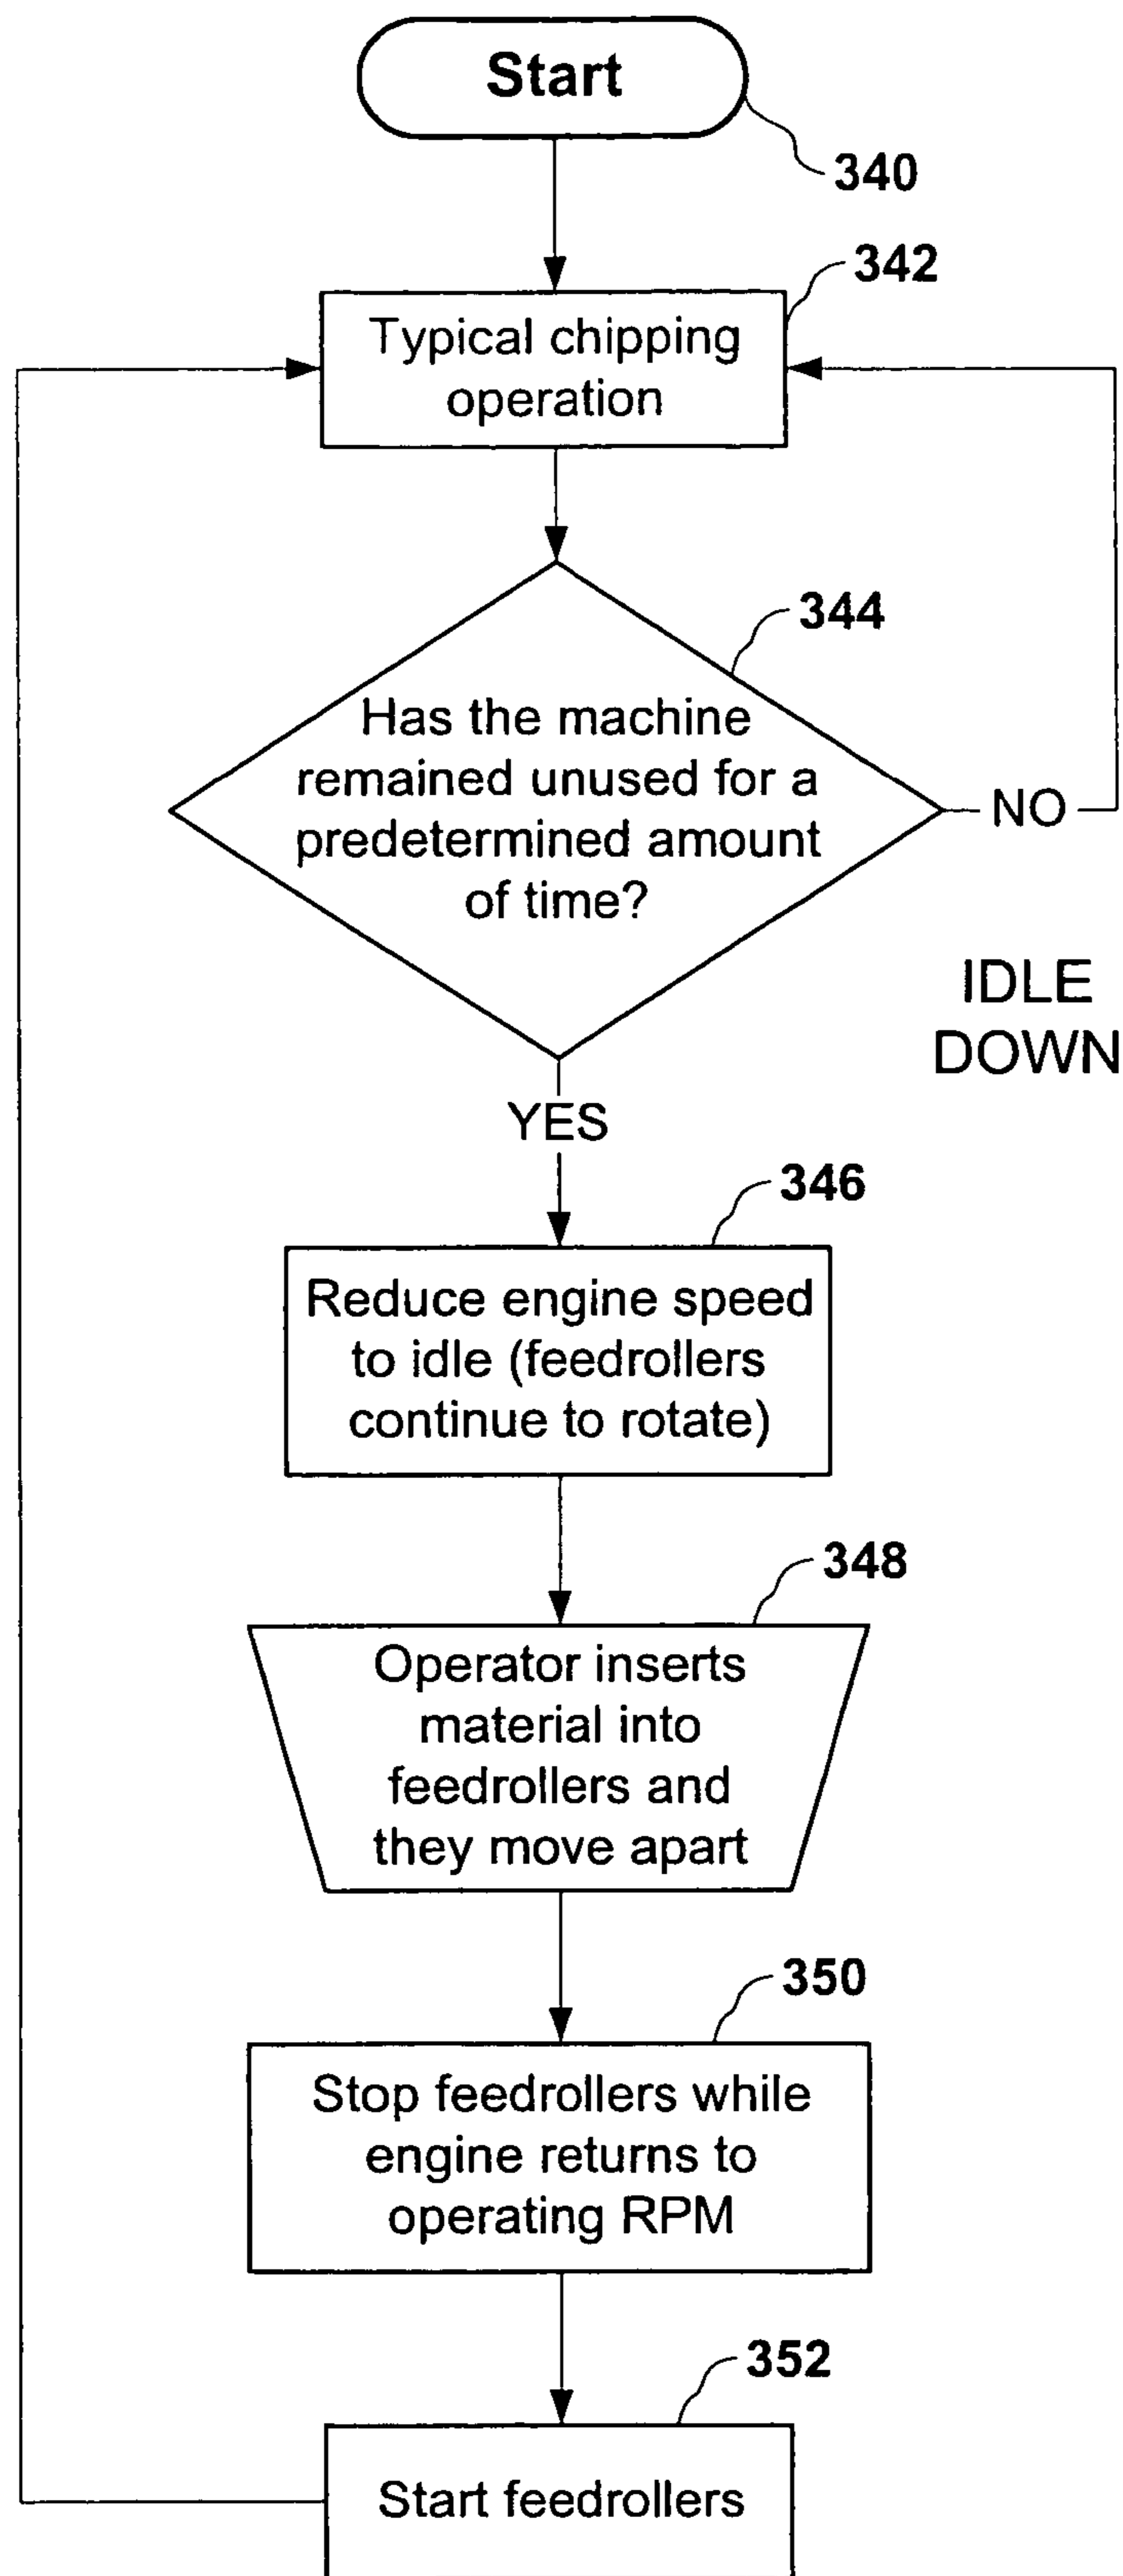 Start
340
342
Typical chipping
operation
344
Has the machine
remained unused for a
predetermined amount
of time?
NO
IDLE
DOWN
YES
346
Reduce engine speed
to idle (feedrollers
continue to rotate)
348
Operator inserts
material into
feedrollers and
they move apart
350
Stop feedrollers while
engine returns to
operating RPM
352
Start feedrollers